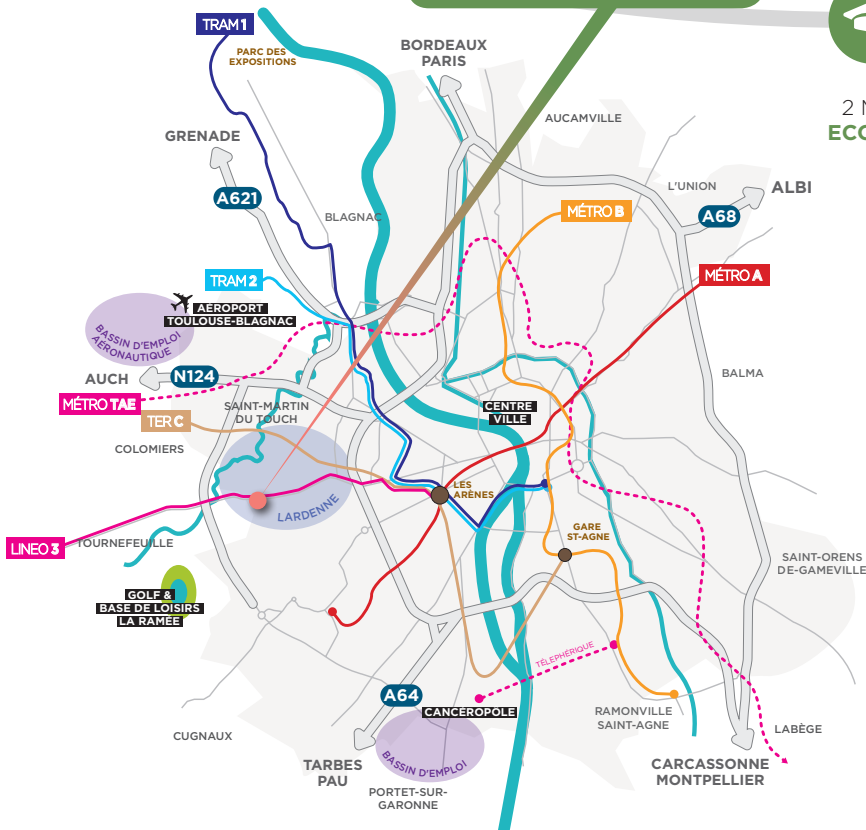 TRAM 1
PARC DES
EXPOSITIONS
BORDEAUX
PARIS
2
ECO
AUCAMVILLE
GRENADE
L'UNION
ALBI
A621
A68
BLAGNAC
MÉTRO B
TRAM 2
MÉTRO A
AÉROPORT
TOULOUSE-BLAGNAC
BASSIN D'EMPLOI
AÉRONAUTIQUE
AUCH
N124
BALMA
MÉTRO TAE
SAINT-MARTIN
DU TOUCH
CENTRE
VILLE
TER C
COLOMIERS
LES
ARÈNES
LARDENNE
GARE
ST-AGNE
LINEO 3
TOURNEFEUILLE
SAINT-ORENS
DE-GAMEVILLE
GOLF &
BASE DE LOISIRS
LA RAMÉE
TÉLÉPHÉRIQUE
A64
CANCÉROPÔLE
RAMONVILLE
SAINT-AGNE
CUGNAUX
LABÈGE
TARBES
PAU
BASSIN D'EMPLOI
CARCASSONNE
MONTPELLIER
PORTET-SUR-
GARONNE